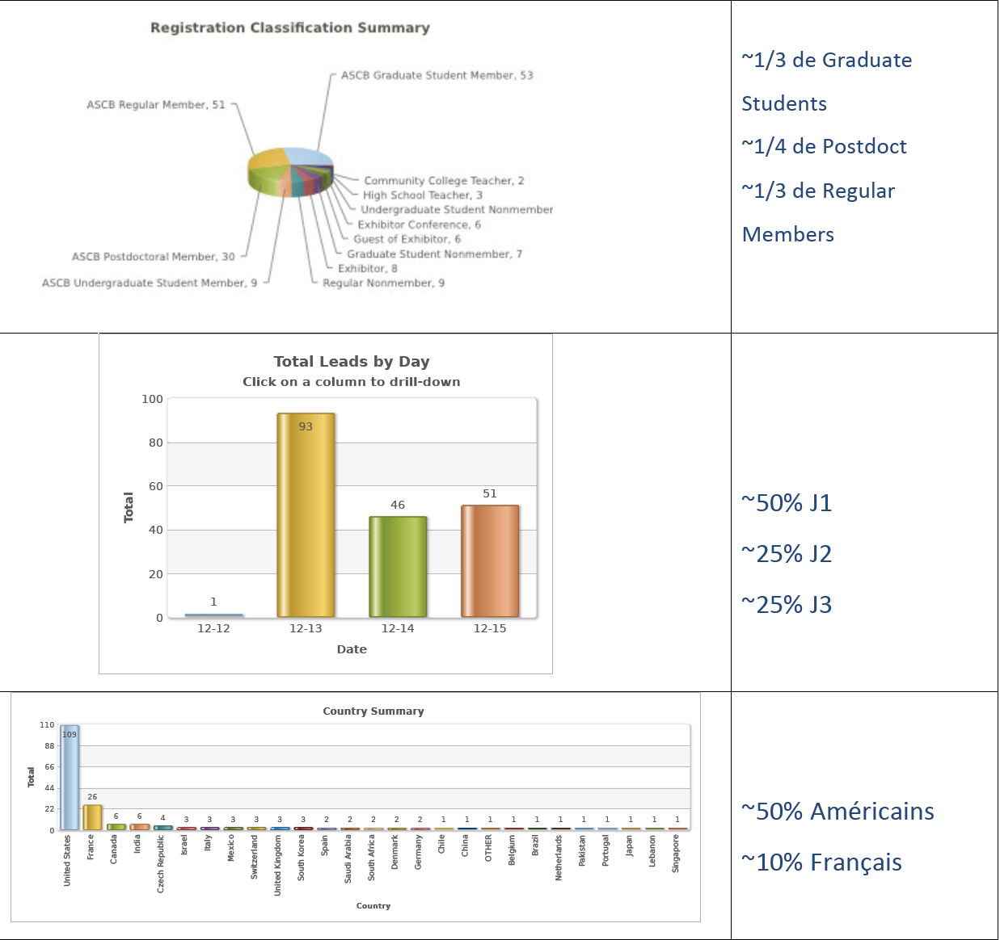 Registration Classification Summary
ASCB Graduate Student Member, 53
ASCB Regular Member, 51
Community College Teacher, 2
High School Teacher, 3
Undergraduate Student Nonmember
Exhibitor Conference, 6
Guest of Exhibitor, 6
Graduate Student Nonmember, 7
Exhibitor, 8
Regular Nonmember, 9
ASCB Postdoctoral Member, 30
ASCB Undergraduate Student Member, 9
~1/3 de Graduate
Students
~1/4 de Postdoct
~1/3 de Regular
Members
Total Leads by Day
Click on a column to drill-down
Total
100
80
60
40
20
0
1
93
46
51
12-12
12-13
12-14
12-15
Date
~50% J1
~25% J2
~25% J3
Country Summary
Total
110
88
66
44
22
0
109
26
6
6
4
3
3
3
3
3
3
2
2
2
2
2
1
1
1
1
1
1
1
1
1
1
1
United States
France
Canada
India
Czech Republic
Israel
Italy
Mexico
Switzerland
United Kingdom
South Korea
Spain
Saudi Arabia
South Africa
Denmark
Germany
Chile
China
OTHER
Belgium
Brazil
Netherlands
Pakistan
Portugal
Japan
Lebanon
Singapore
Country
~50% Américains
~10% Français